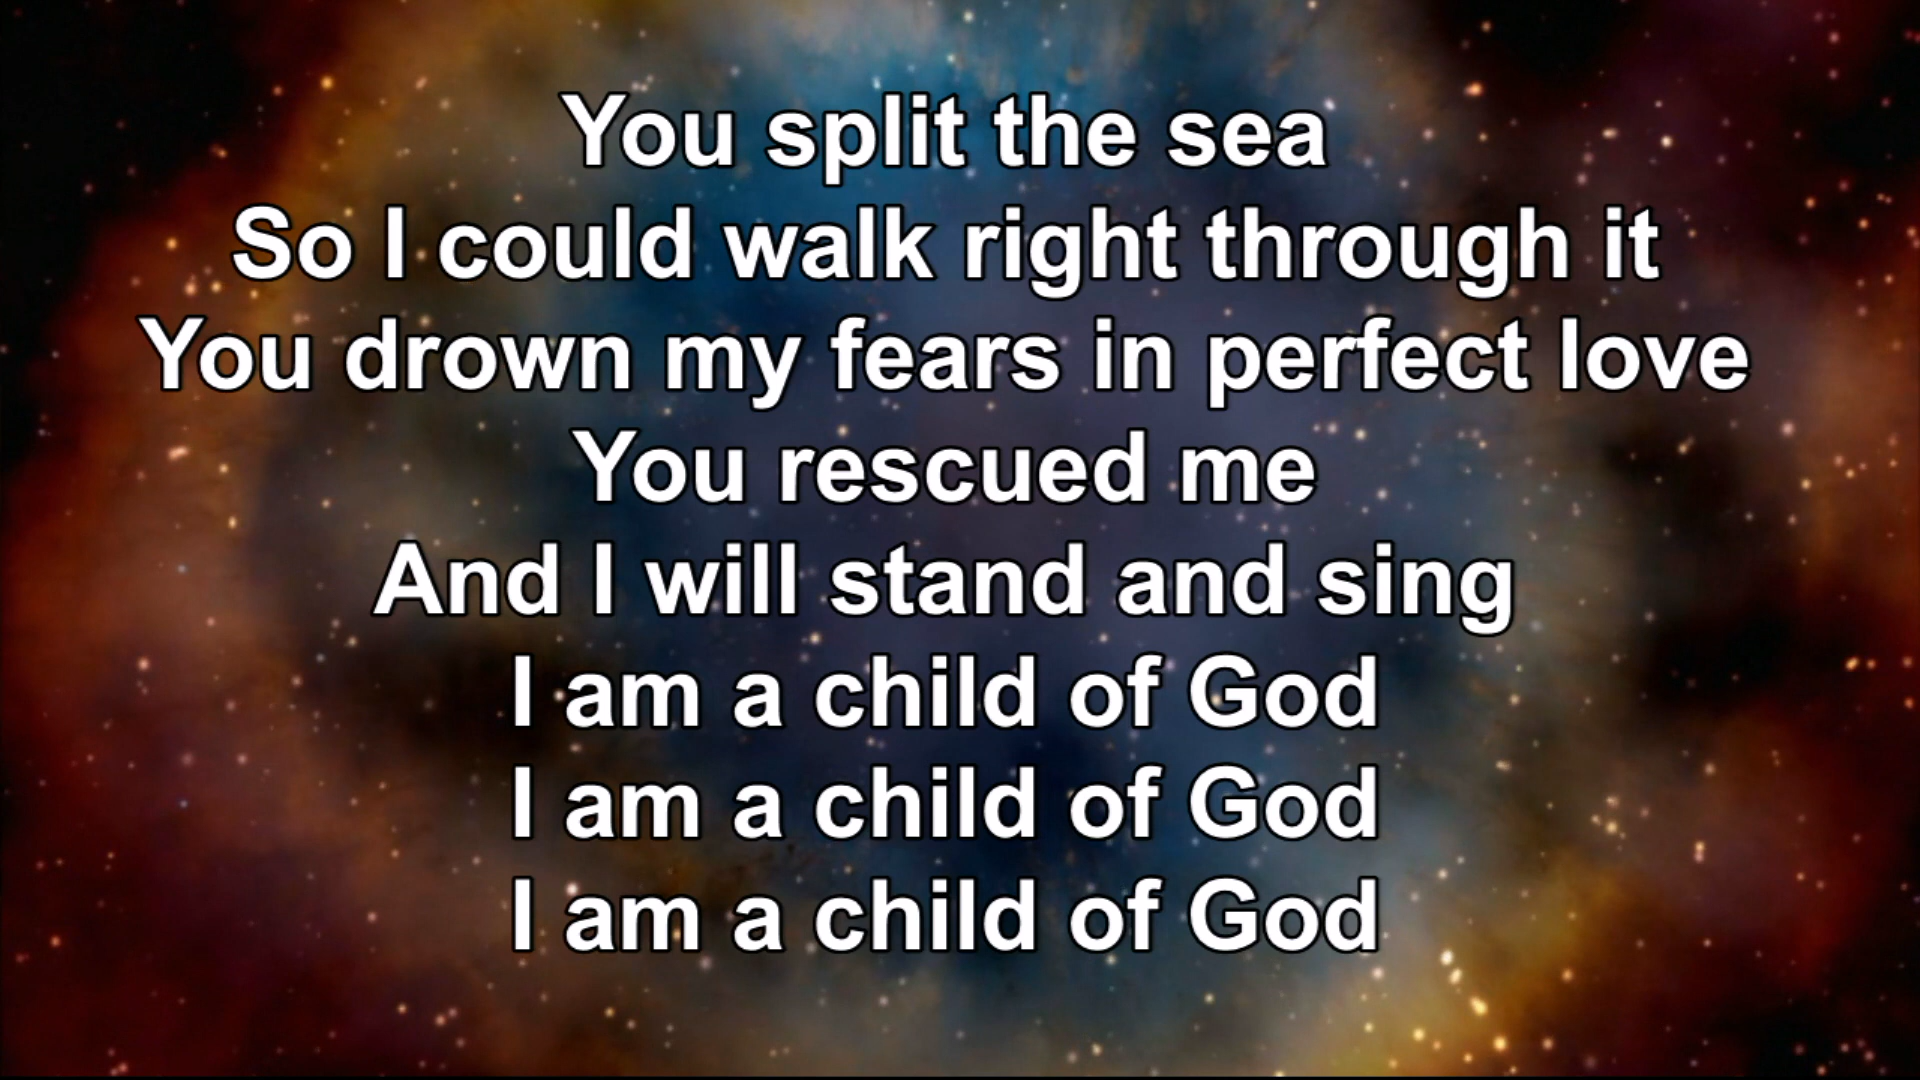 You split the sea
So I could walk right through it
You drown my fears in perfect love
You rescued me
And I will stand and sing
I am a child of God
I am a child of God
I am a child of God